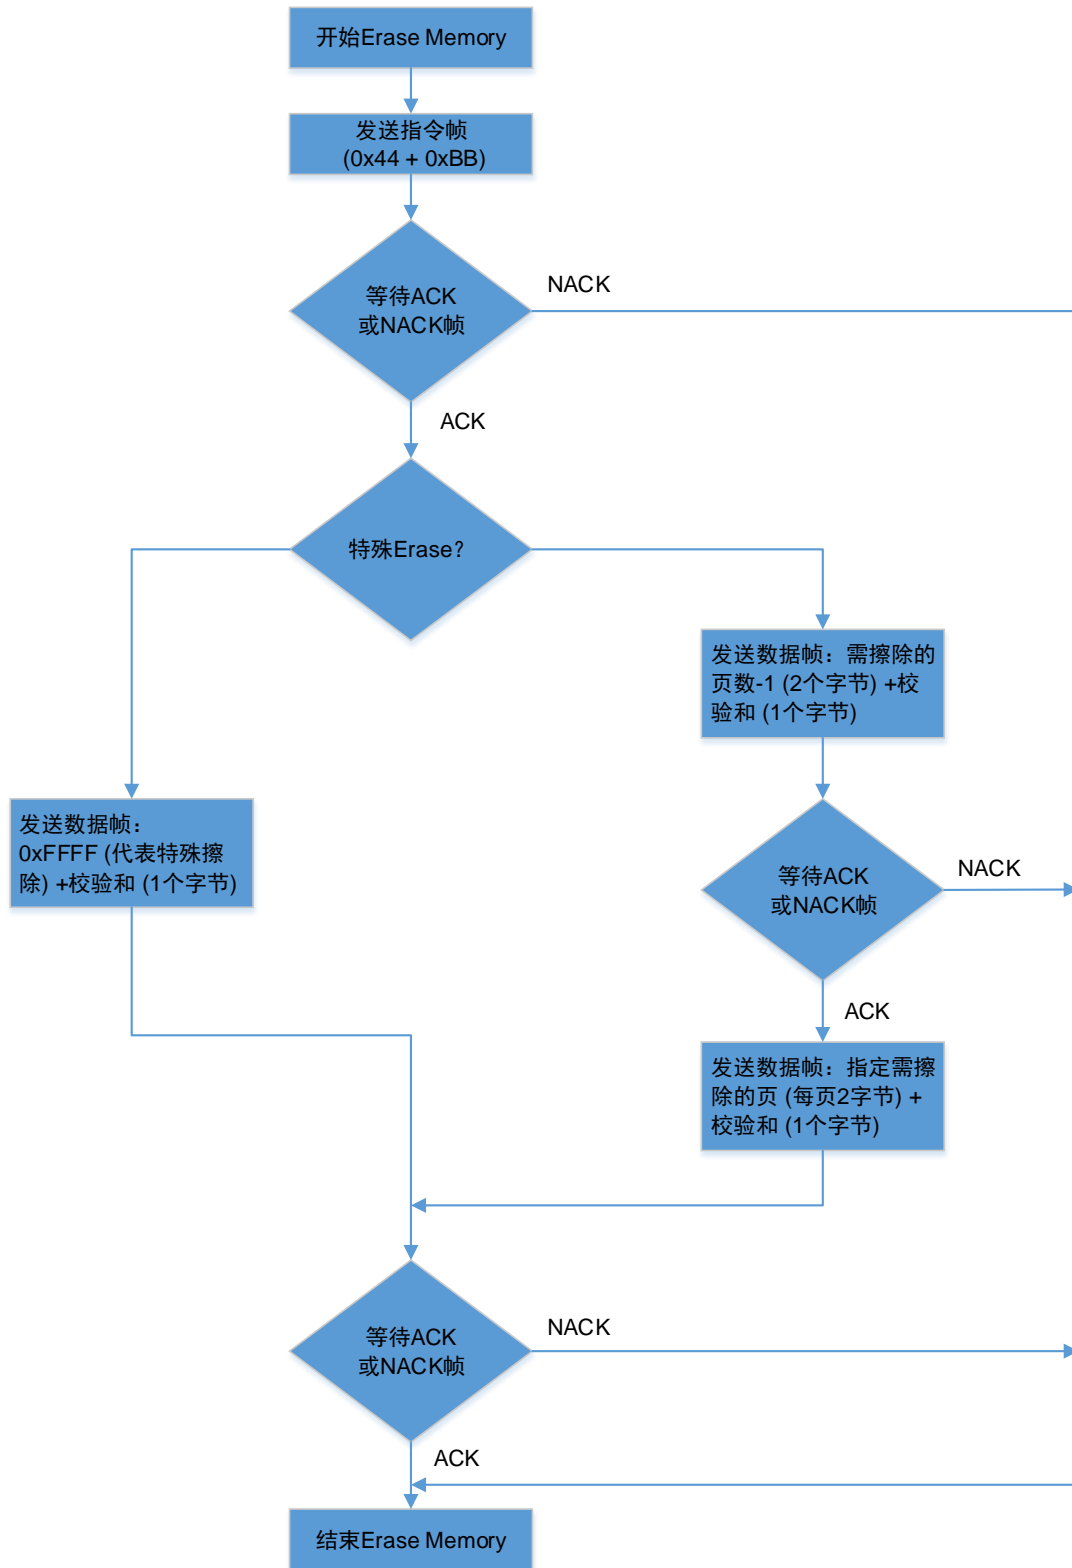 开始Erase Memory
发送指令帧
(0x44 + 0xBB)
等待ACK
或NACK帧
NACK
ACK
特殊Erase？
发送数据帧：需擦除的
页数-1 (2个字节) +校
验和 (1个字节)
发送数据帧：
0xFFFF (代表特殊擦
除) +校验和 (1个字节)
等待ACK
或NACK帧
NACK
ACK
发送数据帧：指定需擦
除的页 (每页2字节) +
校验和 (1个字节)
等待ACK
或NACK帧
NACK
ACK
结束Erase Memory